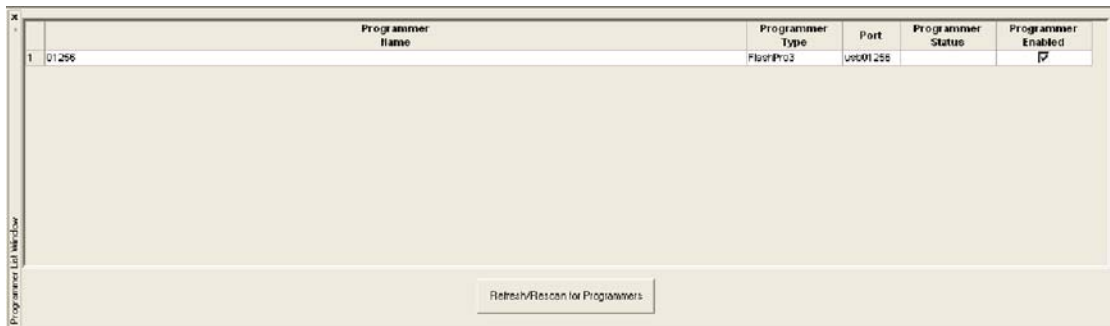 Programmer Name
Programmer Type
Port
Programmer Status
Programmer Enabled
1 01256 FlashPro3 usb01256
Refresh/Rescan for Programmers
Programmer List Window